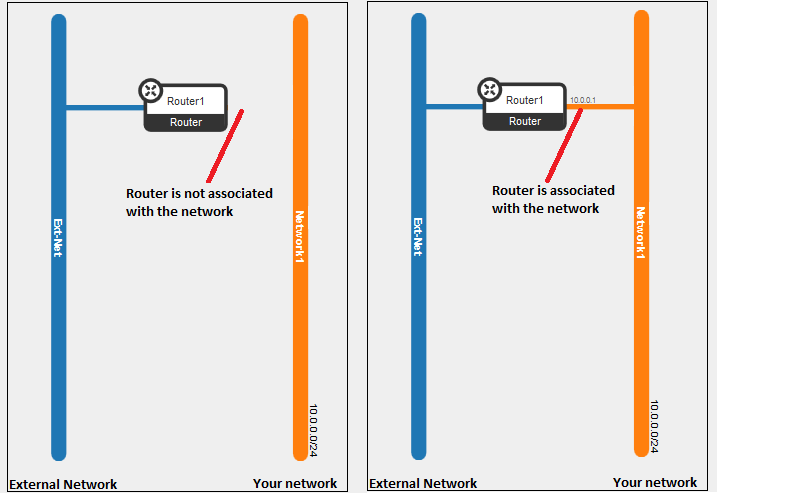 Router1
Router
Router is not associated
with the network
Ext-Net
Network1
10.0.0.0/24
External Network
Your network
Router1
10.0.0.1
Router
Router is associated
with the network
Ext-Net
Network1
10.0.0.0/24
External Network
Your network